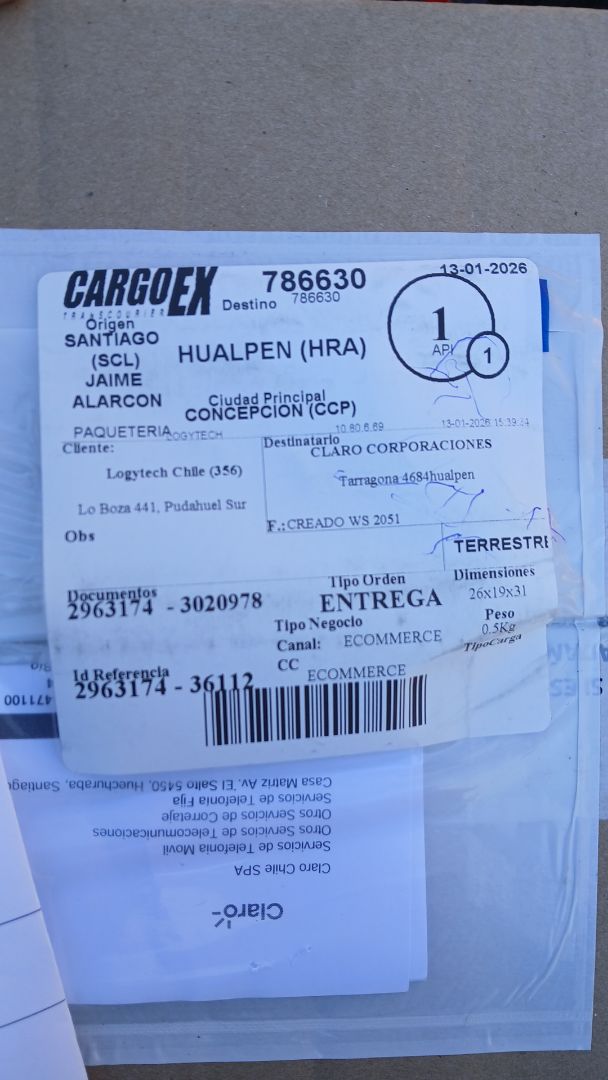 CARGOEX 786630 13-01-2026
TRANSCOURIER Destino 786630
Origen
SANTIAGO
(SCL) HUALPEN (HRA) 1
API 1
JAIME
ALARCON Ciudad Principal
CONCEPCION (CCP)
PAQUETERIA LOGYTECH 10.80.6.69 13-01-2026 15:39:34
Cliente: Destinatario
CLARO CORPORACIONES
Logytech Chile (356) Tarragona 4684hualpen
Lo Boza 441, Pudahuel Sur
F.:CREADO WS 2051
Obs TERRESTRE
Documentos Tipo Orden Dimensiones
2963174 - 3020978 ENTREGA 26x19x31
Tipo Negocio Peso
Canal: ECOMMERCE 0.5Kg
CC TipoCarga
Id Referencia ECOMMERCE
2963174 - 36112
471100
Claro
Claro Chile SPA
Servicios de Telefonia Movil
Otros Servicios de Telecomunicaciones
Otros Servicios de Corretaje
Servicios de Telefonia Fija
Casa Matriz Av. El Salto 5450, Huechuraba, Santiago